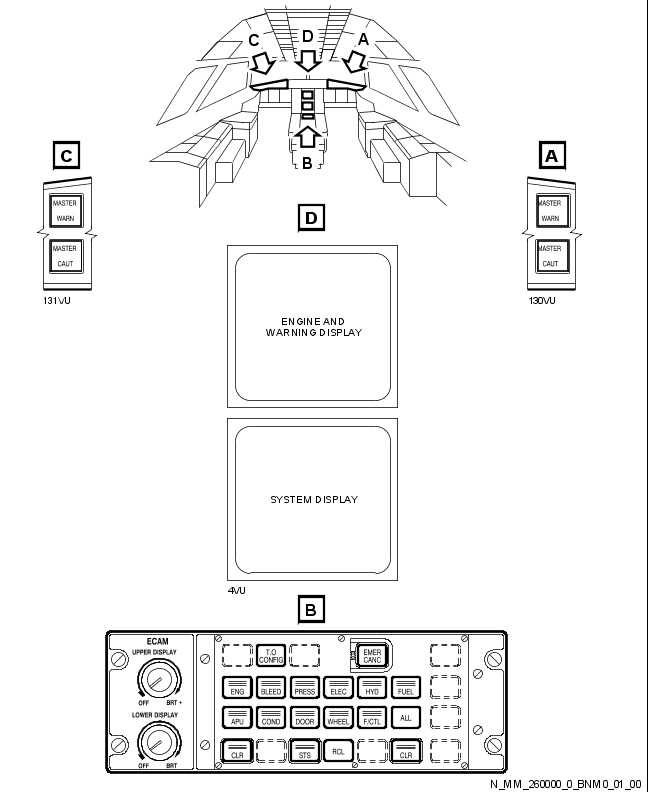 C
D
A
B
C
A
MASTER
WARN
MASTER
CAUT
131VU
MASTER
WARN
MASTER
CAUT
130VU
D
ENGINE AND
WARNING DISPLAY
SYSTEM DISPLAY
4VU
B
ECAM
UPPER DISPLAY
OFF BRT +
LOWER DISPLAY
OFF BRT
T.O
CONFIG
EMER
CANC
ENG BLEED PRESS ELEC HYD FUEL
APU COND DOOR WHEEL F/CTL ALL
CLR STS RCL CLR
N_MM_260000_0_BNM0_01_00